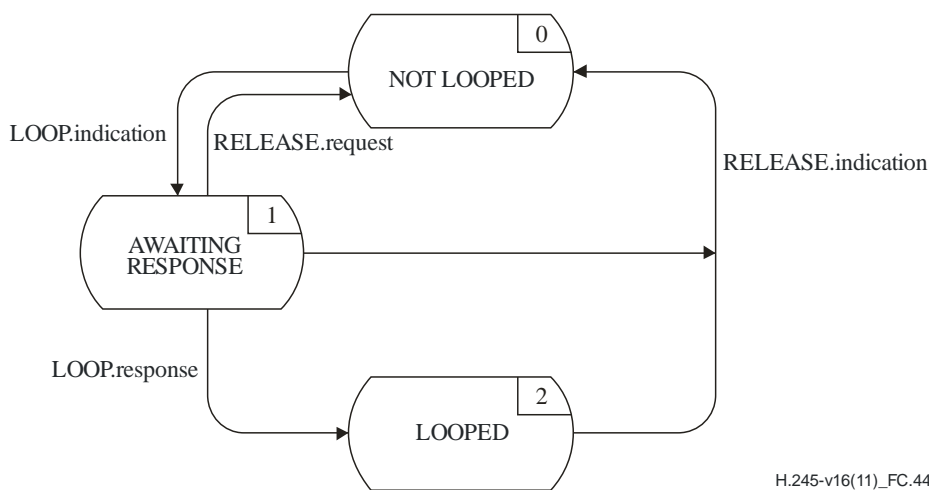 0
NOT LOOPED
LOOP.indication
RELEASE.request
RELEASE.indication
1
AWAITING
RESPONSE
LOOP.response
2
LOOPED
H.245-v16(11)_FC.44